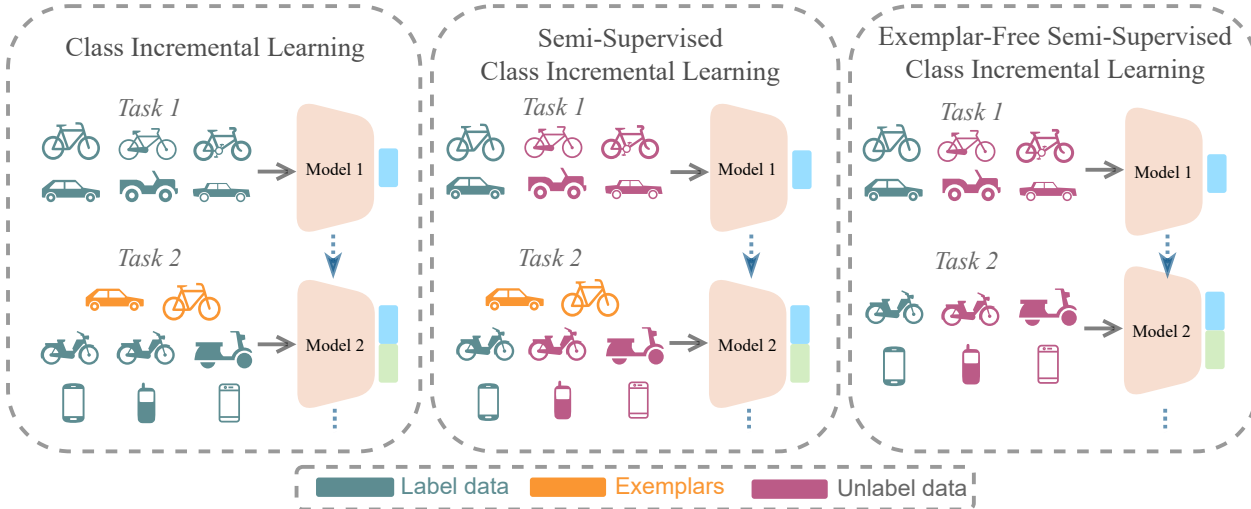 Class Incremental Learning
Task 1
Model 1
Task 2
Model 2
Semi-Supervised
Class Incremental Learning
Task 1
Model 1
Task 2
Model 2
Exemplar-Free Semi-Supervised
Class Incremental Learning
Task 1
Model 1
Task 2
Model 2
Label data
Exemplars
Unlabel data